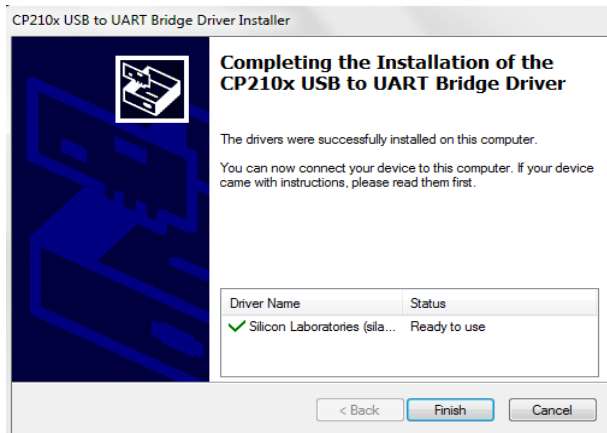 CP210x USB to UART Bridge Driver Installer
Completing the Installation of the
CP210x USB to UART Bridge Driver
The drivers were successfully installed on this computer.
You can now connect your device to this computer. If your device
came with instructions, please read them first.
Driver Name Status
Silicon Laboratories (sila... Ready to use
< Back Finish Cancel